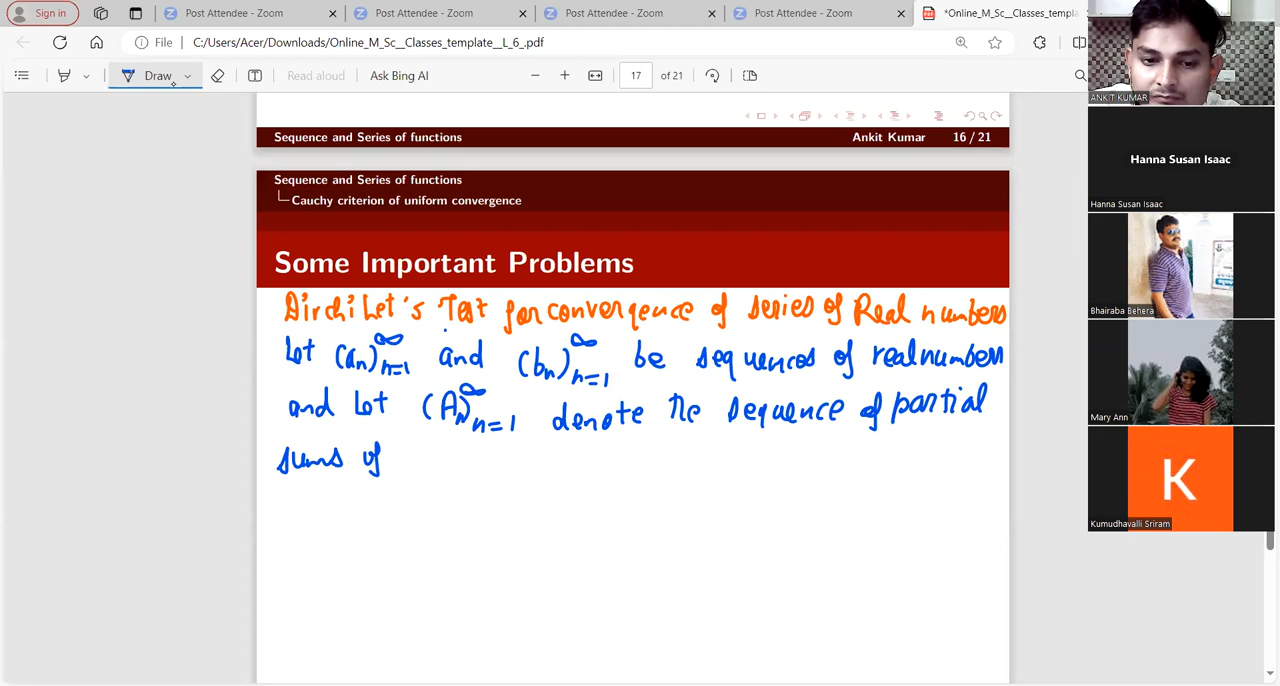 Sign in
Post Attendee - Zoom
Post Attendee - Zoom
Post Attendee - Zoom
Post Attendee - Zoom
*Online_M_Sc__Classes_templa
File
C:/Users/Acer/Downloads/Online_M_Sc__Classes_template__L_6_.pdf
Draw
Read aloud
Ask Bing AI
17 of 21
Sequence and Series of functions Ankit Kumar 16 / 21
Sequence and Series of functions
Cauchy criterion of uniform convergence
Some Important Problems
DirchiLet's Test for convergence of series of Real numbers
Let (an)∞n=1 and (bn)∞n=1 be sequences of real numbers
and let (An)∞n=1 denote the sequence of partial
sums of
ANKIT KUMAR
Hanna Susan Isaac
Hanna Susan Isaac
Bhairaba Behera
Mary Ann
K
Kumudhavalli Sriram